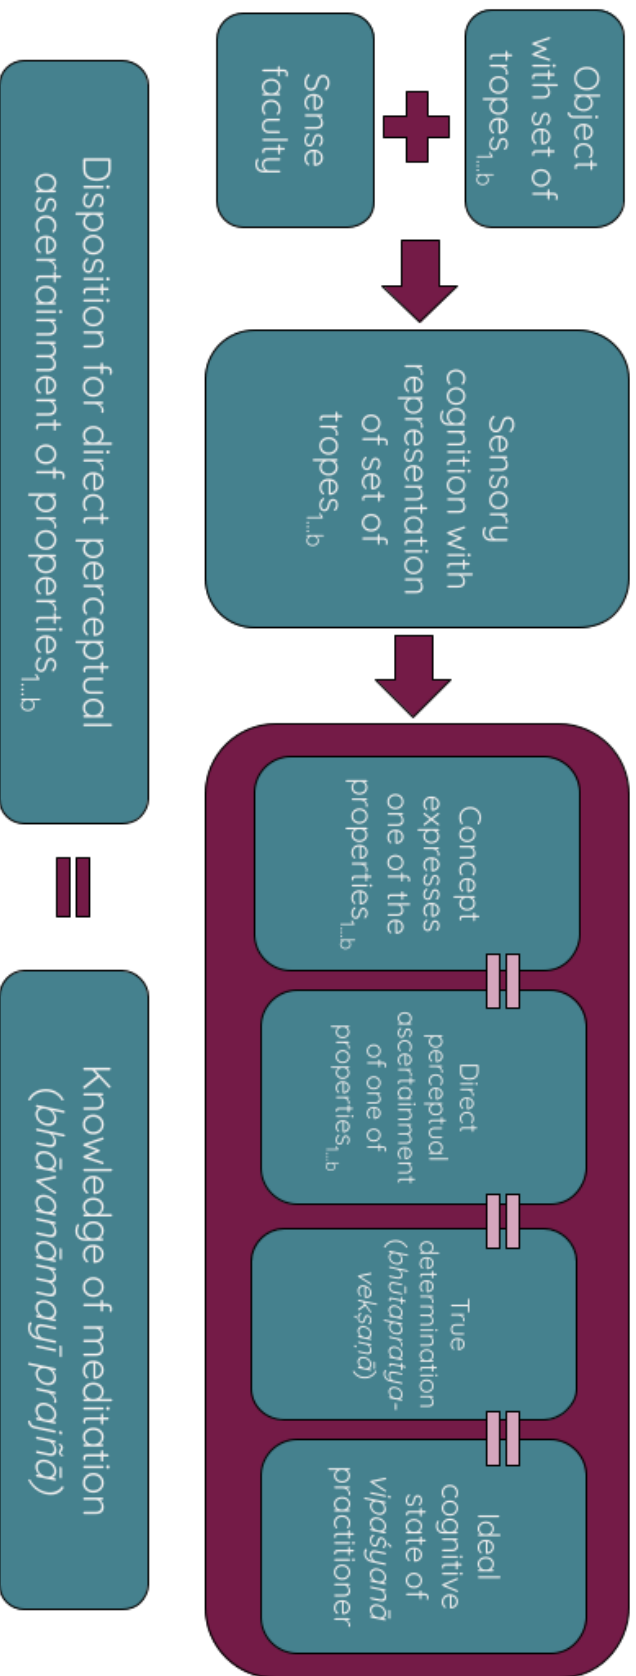 Object
with set of
tropes1...b
Sense
faculty
Sensory
cognition with
representation
of set of
tropes1...b
Concept
expresses
one of the
properties1...b
Direct
perceptual
ascertainment
of one of
properties1...b
True
determination
(bhūtapratya-
vekṣaṇā)
Ideal
cognitive
state of
vipaśyanā
practitioner
Disposition for direct perceptual
ascertainment of properties1...b
Knowledge of meditation
(bhāvanāmayī prajñā)